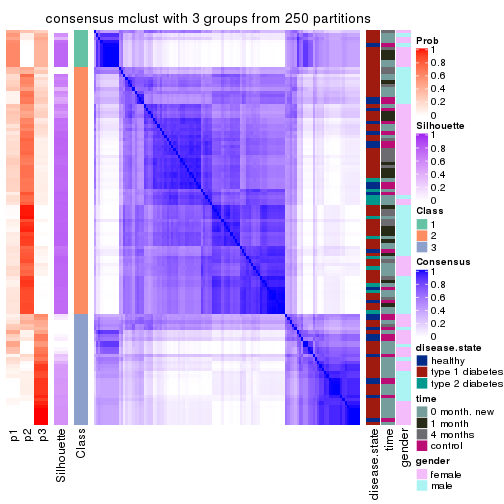 consensus mclust with 3 groups from 250 partitions
Prob
1
0.8
0.6
0.4
0.2
0
Silhouette
1
0.8
0.6
0.4
0.2
0
Class
1
2
3
Consensus
1
0.8
0.6
0.4
0.2
0
disease.state
healthy
type 1 diabetes
type 2 diabetes
time
0 month, new
1 month
4 months
control
gender
female
male
p1
p2
p3
Silhouette
Class
disease.state
time
gender